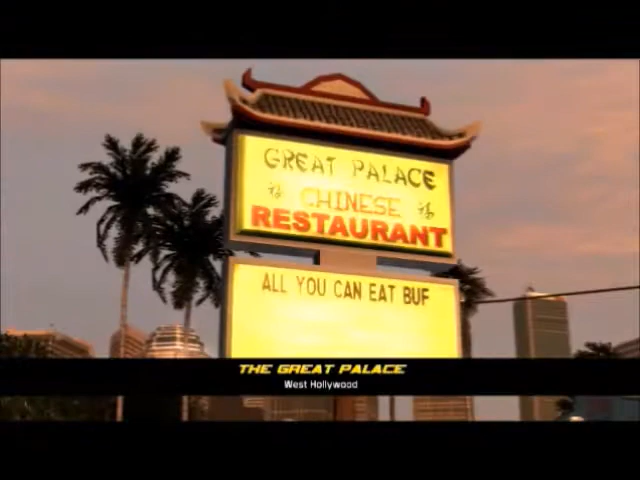 GREAT PALACE
CHINESE
RESTAURANT
ALL YOU CAN EAT BUF
THE GREAT PALACE
West Hollywood